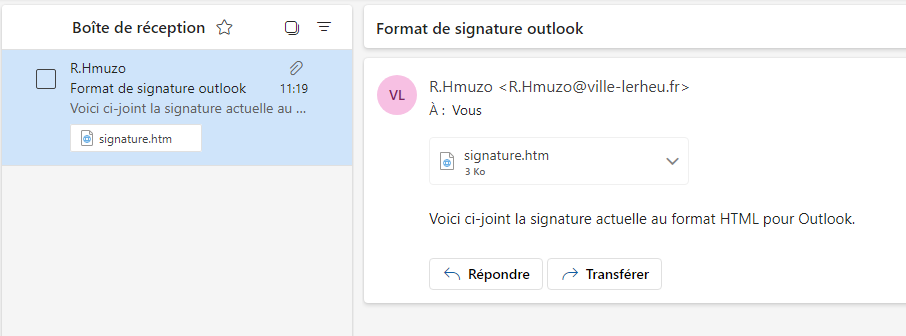 Boîte de réception
R.Hmuzo
Format de signature outlook 11:19
Voici ci-joint la signature actuelle au ...
signature.htm
Format de signature outlook
VL
R.Hmuzo <R.Hmuzo@ville-lerheu.fr>
À : Vous
signature.htm
3 Ko
Voici ci-joint la signature actuelle au format HTML pour Outlook.
Répondre Transférer